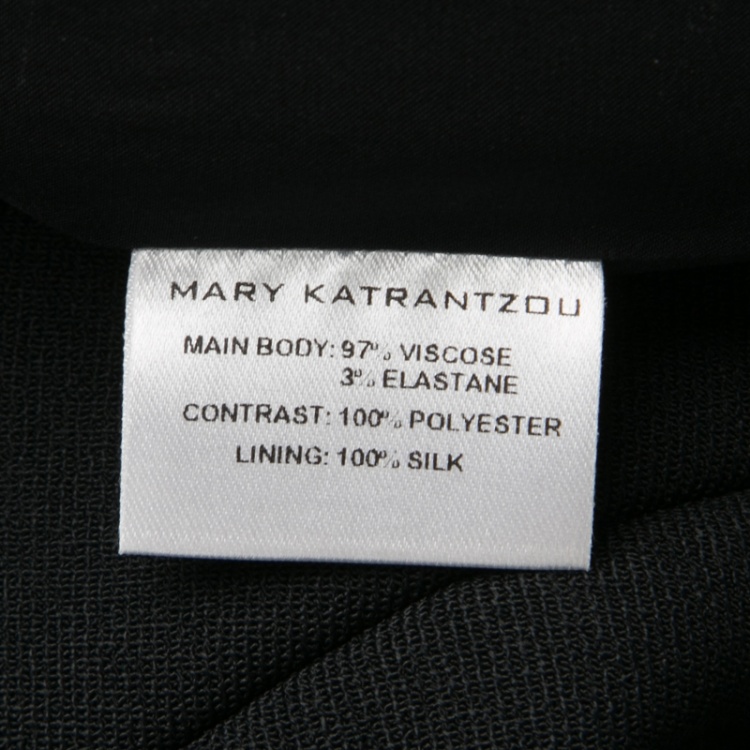 MARY KATRANTZOU
MAIN BODY: 97% VISCOSE
3% ELASTANE
CONTRAST: 100% POLYESTER
LINING: 100% SILK